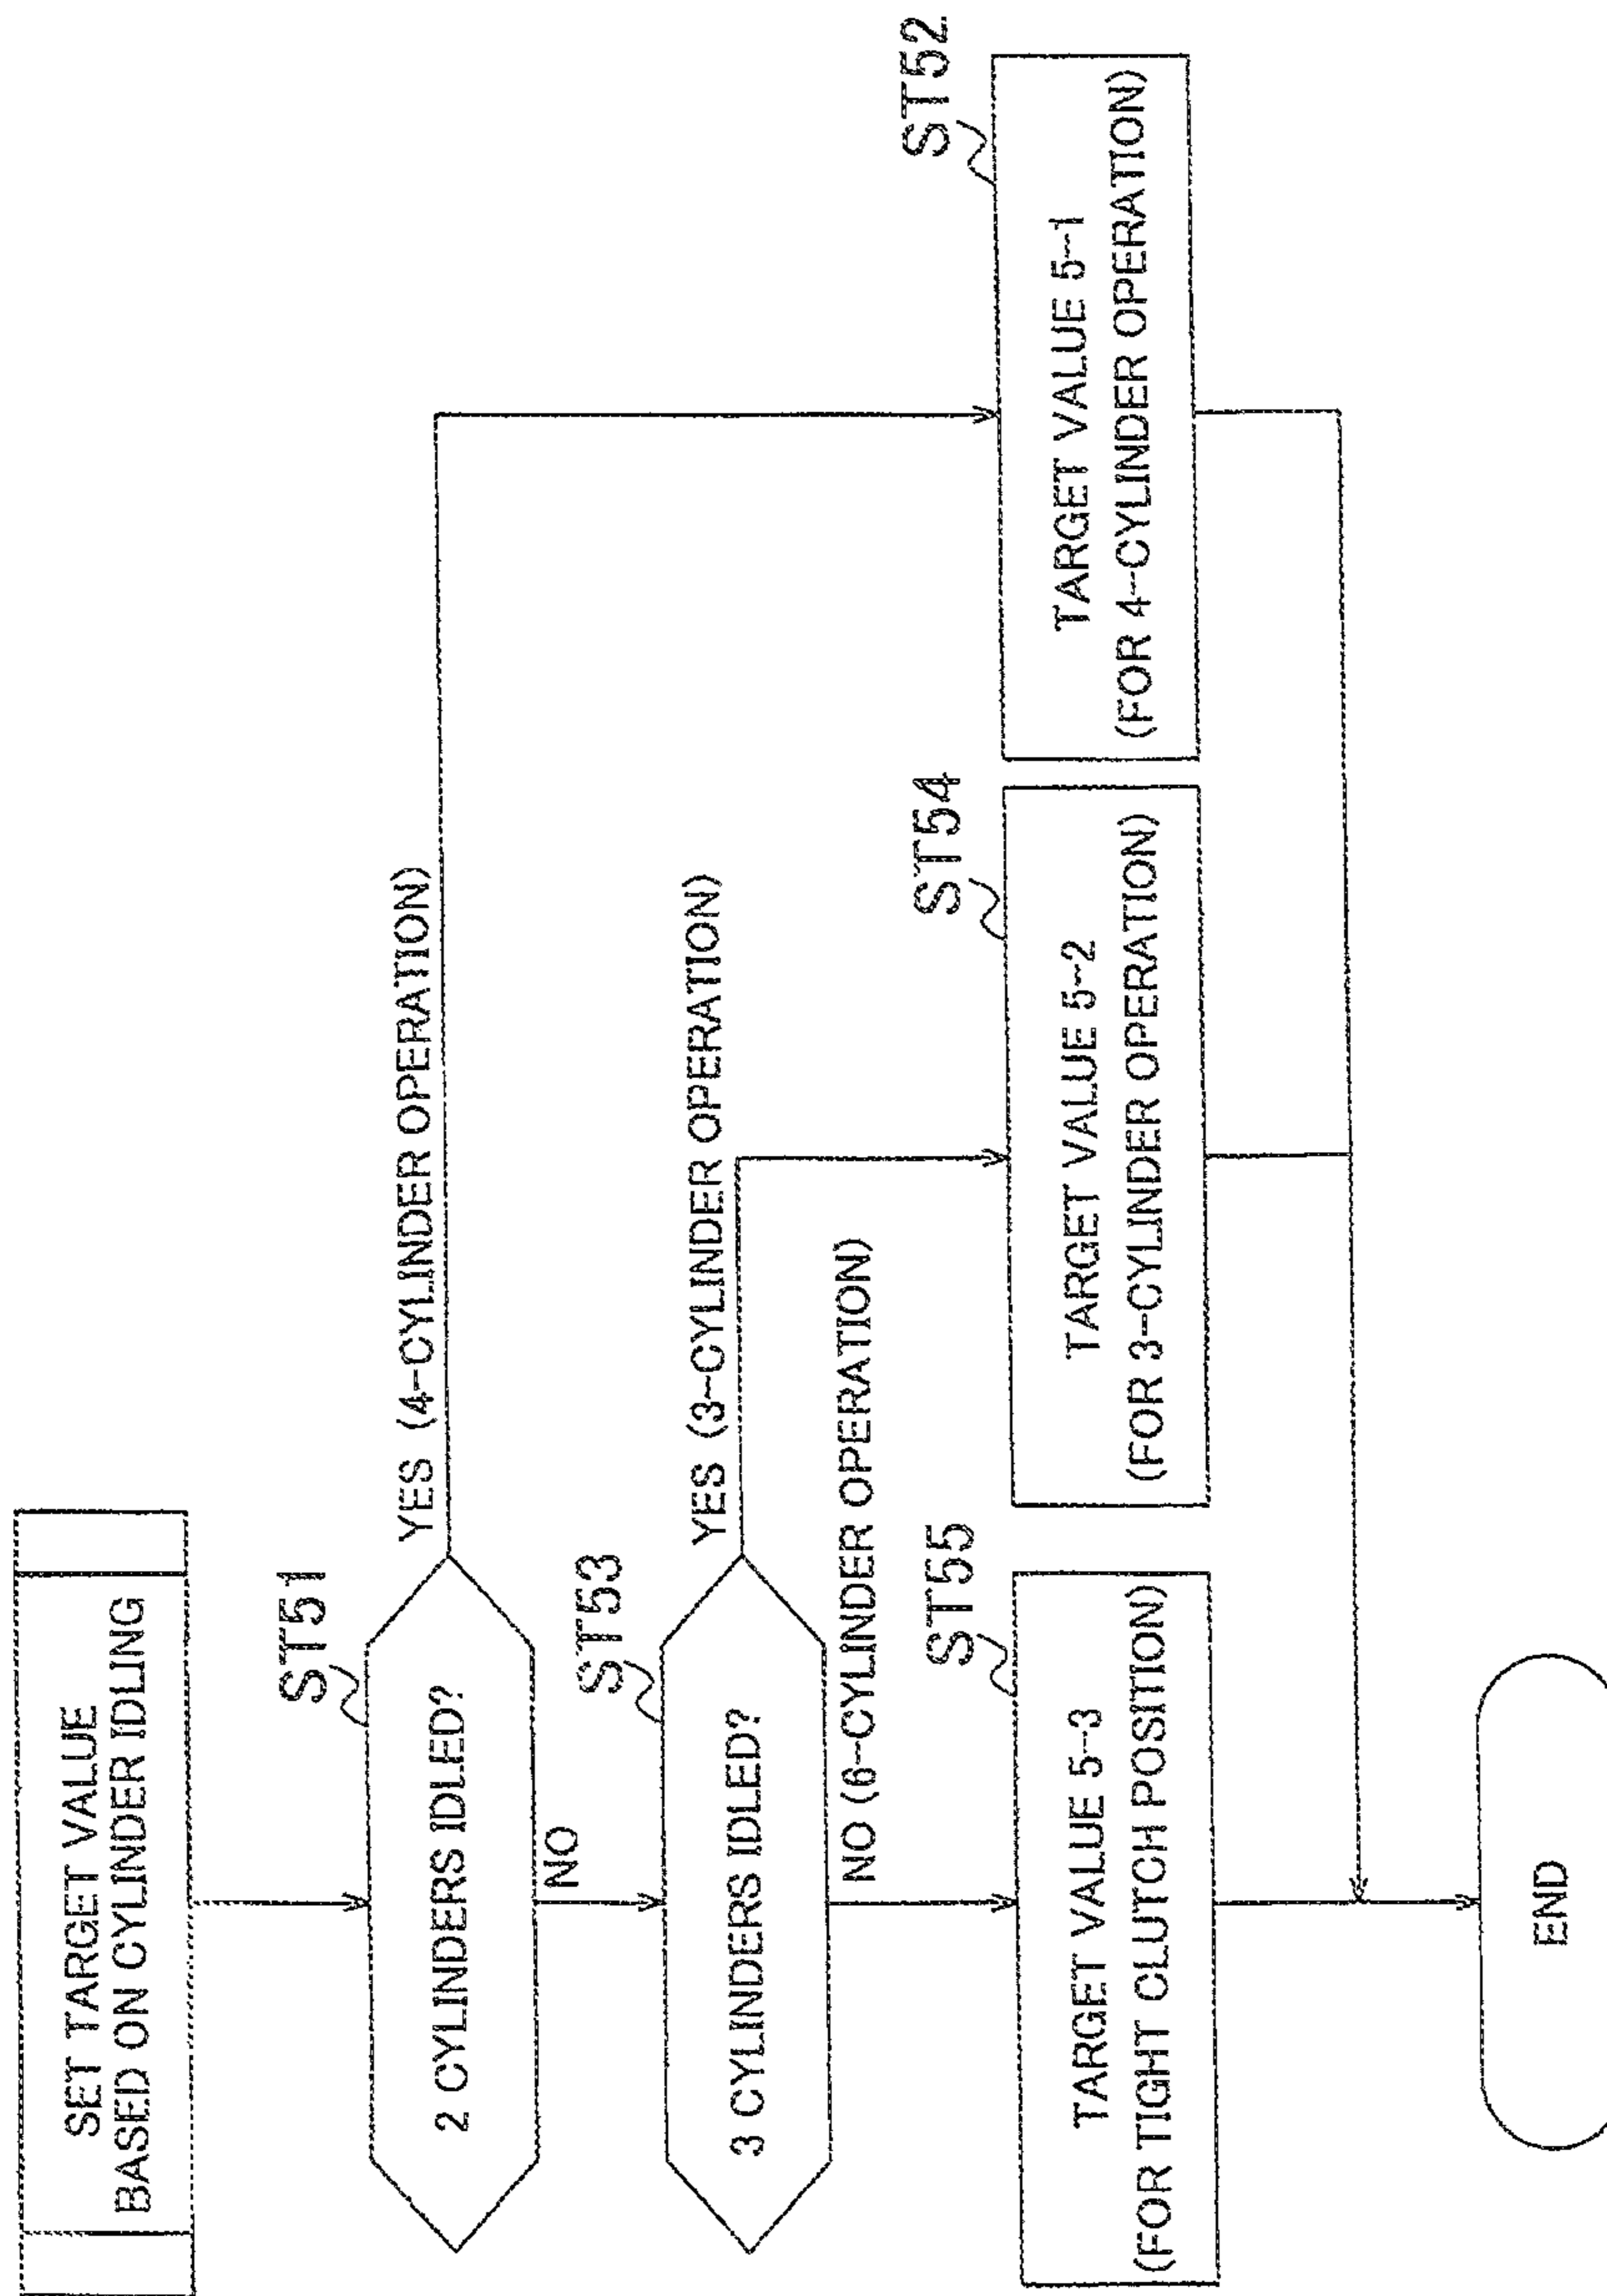 SET TARGET VALUE
BASED ON CYLINDER IDLING
ST51
2 CYLINDERS IDLED?
YES (4-CYLINDER OPERATION)
NO
ST53
3 CYLINDERS IDLED?
YES (3-CYLINDER OPERATION)
NO (6-CYLINDER OPERATION)
ST55
TARGET VALUE 5-3
(FOR TIGHT CLUTCH POSITION)
ST54
TARGET VALUE 5-2
(FOR 3-CYLINDER OPERATION)
ST52
TARGET VALUE 5-1
(FOR 4-CYLINDER OPERATION)
END